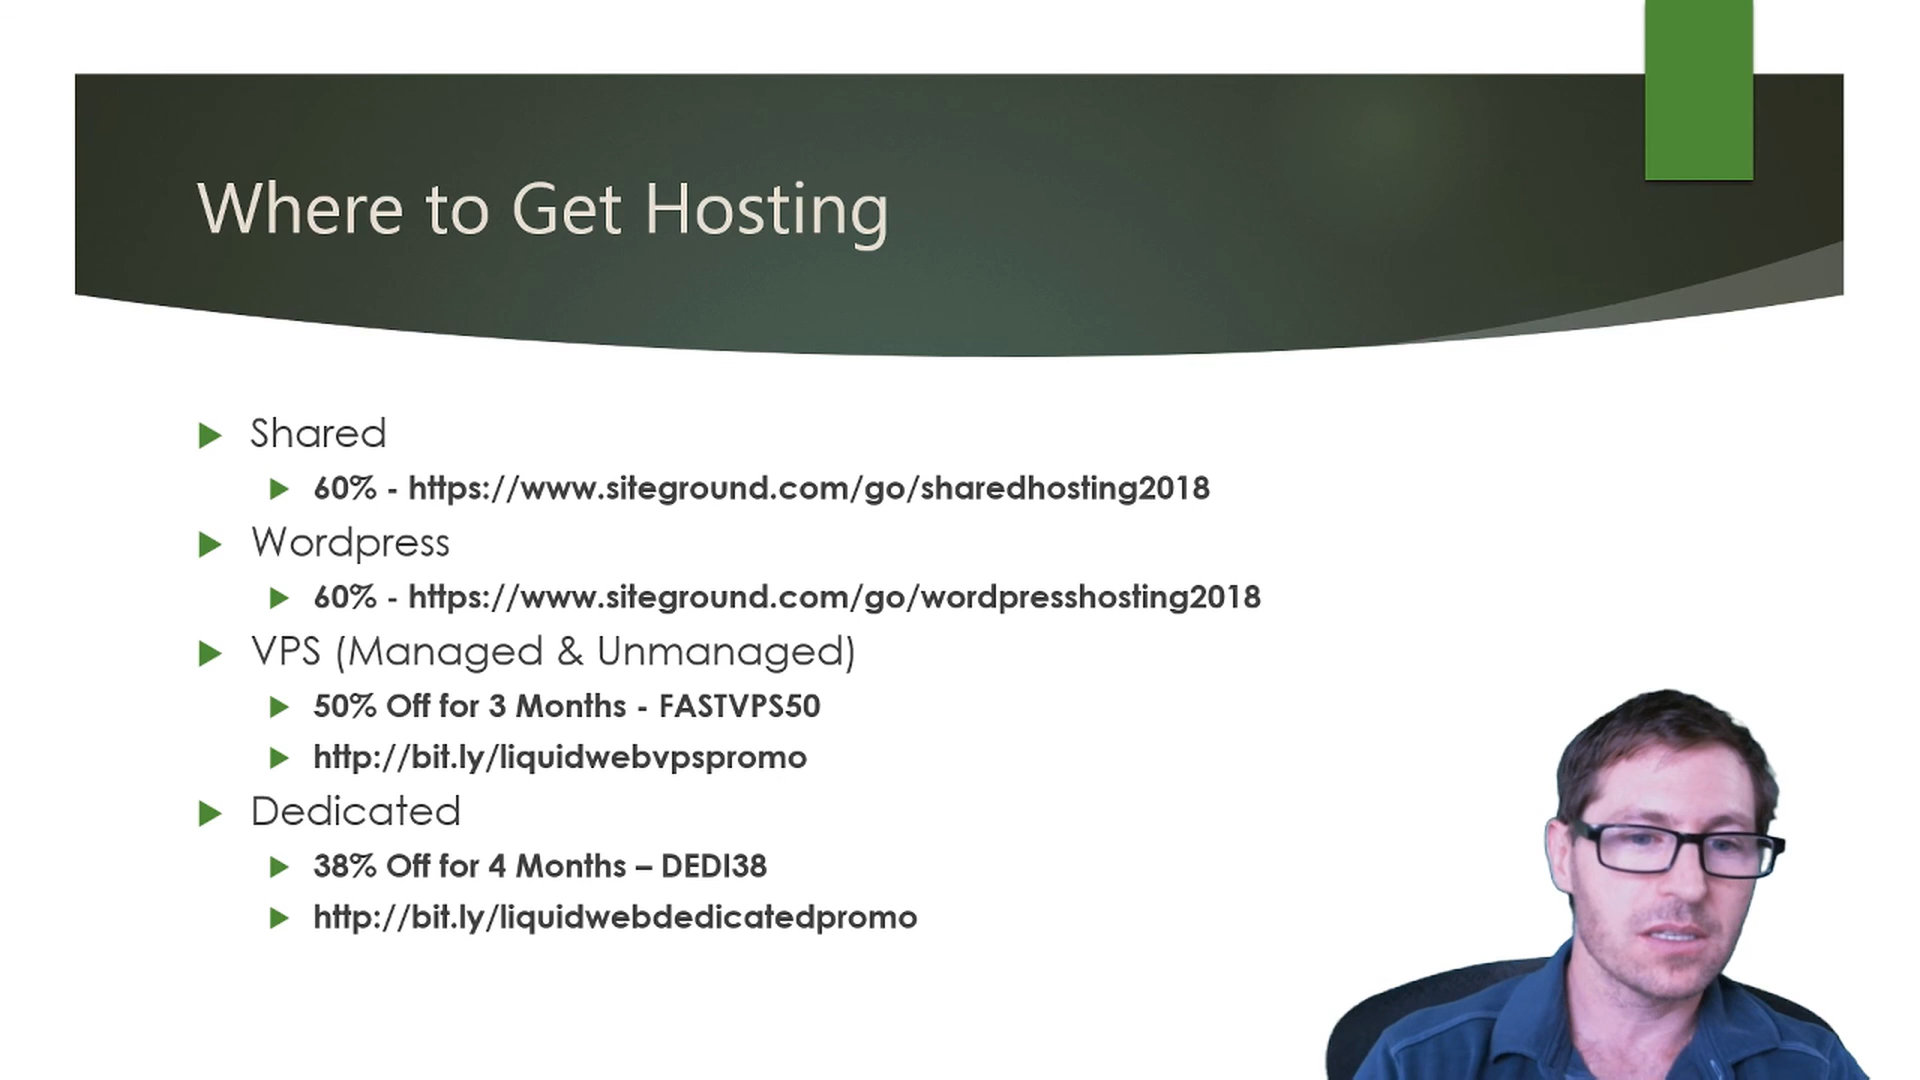 Where to Get Hosting
Shared
60% - https://www.siteground.com/go/sharedhosting2018
Wordpress
60% - https://www.siteground.com/go/wordpresshosting2018
VPS (Managed & Unmanaged)
50% Off for 3 Months - FASTVPS50
http://bit.ly/liquidwebvpspromo
Dedicated
38% Off for 4 Months – DEDI38
http://bit.ly/liquidwebdedicatedpromo